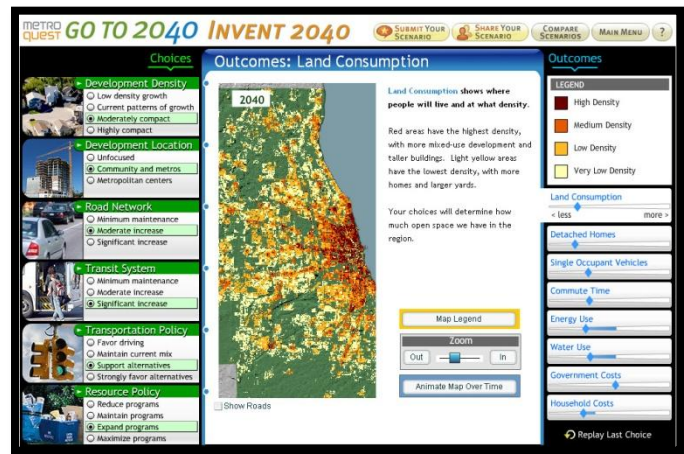 METRO QUEST GO TO 2040 INVENT 2040
SUBMIT YOUR SCENARIO
SHARE YOUR SCENARIO
COMPARE SCENARIOS
MAIN MENU
?
Choices
Development Density
Low density growth
Current patterns of growth
Moderately compact
Highly compact
Development Location
Unfocused
Community and metros
Metropolitan centers
Road Network
Minimum maintenance
Moderate increase
Significant increase
Transit System
Minimum maintenance
Moderate increase
Significant increase
Transportation Policy
Favor driving
Maintain current mix
Support alternatives
Strongly favor alternatives
Resource Policy
Reduce programs
Maintain programs
Expand programs
Maximize programs
Outcomes: Land Consumption
2040
Show Roads
Land Consumption shows where
people will live and at what density.
Red areas have the highest density,
with more mixed-use development and
taller buildings. Light yellow areas
have the lowest density, with more
homes and larger yards.
Your choices will determine how
much open space we have in the
region.
Map Legend
Zoom
Out In
Animate Map Over Time
Outcomes
LEGEND
High Density
Medium Density
Low Density
Very Low Density
Land Consumption
< less more >
Detached Homes
Single Occupant Vehicles
Commute Time
Energy Use
Water Use
Government Costs
Household Costs
Replay Last Choice